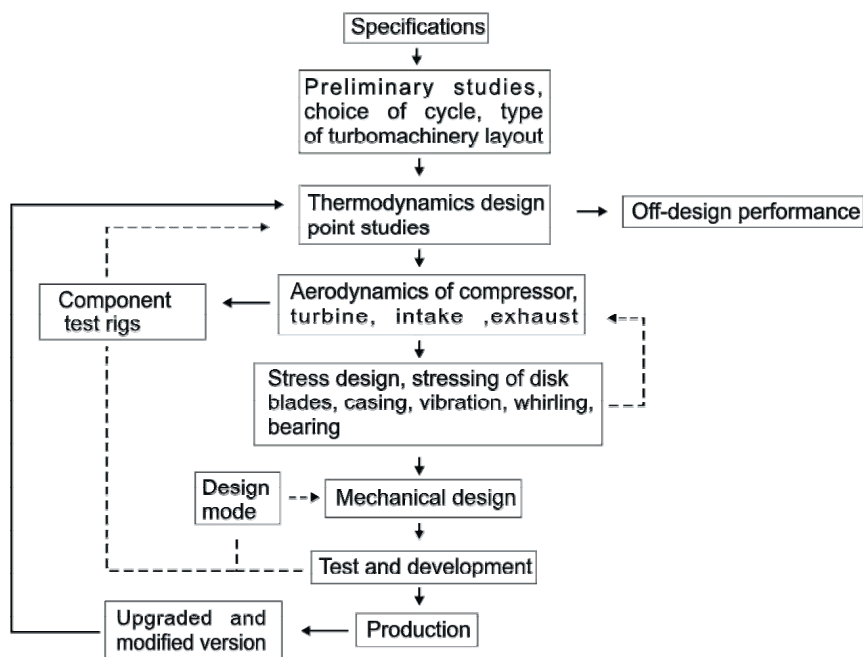 Specifications
Preliminary studies,
choice of cycle, type
of turbomachinery layout
Thermodynamics design
point studies
Off-design performance
Component
test rigs
Aerodynamics of compressor,
turbine, intake ,exhaust
Stress design, stressing of disk
blades, casing, vibration, whirling,
bearing
Design
mode
Mechanical design
Test and development
Upgraded and
modified version
Production